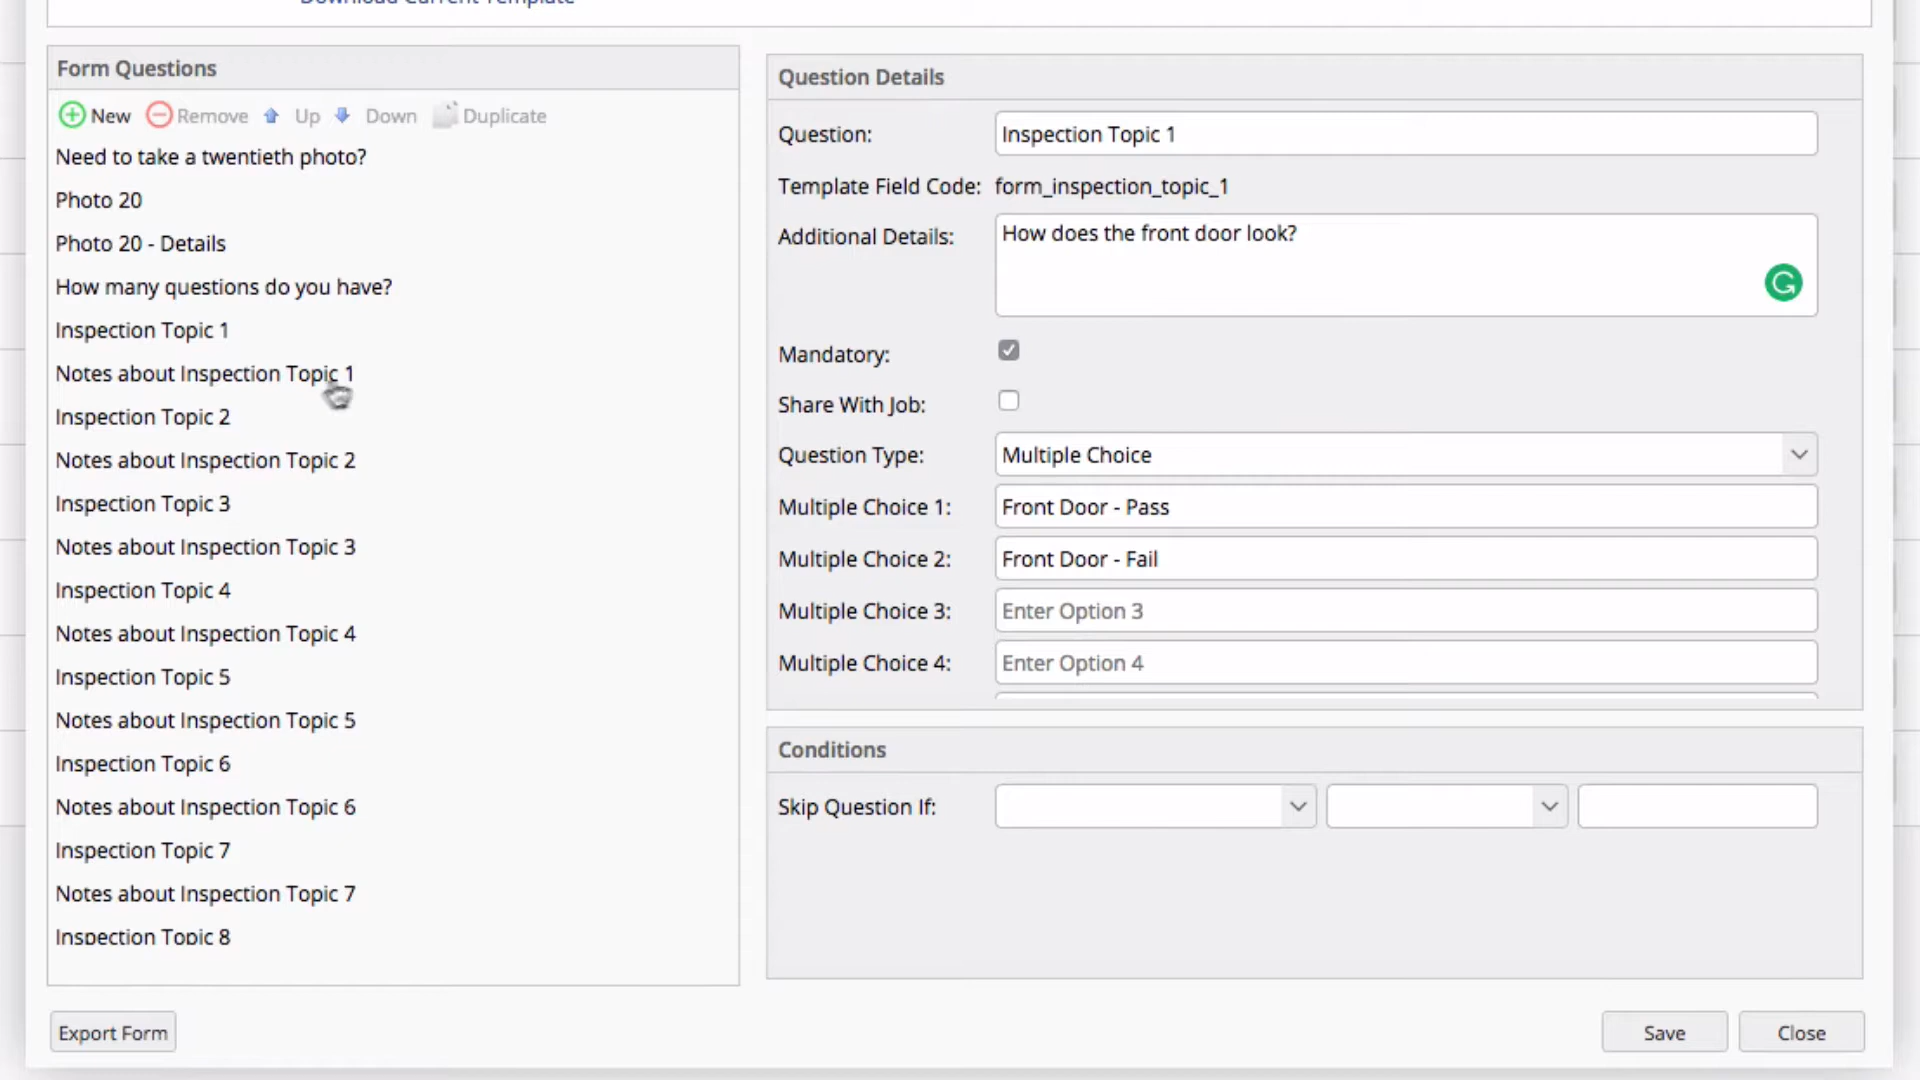 Download Current Template
Form Questions
New Remove Up Down Duplicate
Need to take a twentieth photo?
Photo 20
Photo 20 - Details
How many questions do you have?
Inspection Topic 1
Notes about Inspection Topic 1
Inspection Topic 2
Notes about Inspection Topic 2
Inspection Topic 3
Notes about Inspection Topic 3
Inspection Topic 4
Notes about Inspection Topic 4
Inspection Topic 5
Notes about Inspection Topic 5
Inspection Topic 6
Notes about Inspection Topic 6
Inspection Topic 7
Notes about Inspection Topic 7
Inspection Topic 8
Question Details
Question: Inspection Topic 1
Template Field Code: form_inspection_topic_1
Additional Details: How does the front door look?
Mandatory:
Share With Job:
Question Type: Multiple Choice
Multiple Choice 1: Front Door - Pass
Multiple Choice 2: Front Door - Fail
Multiple Choice 3: Enter Option 3
Multiple Choice 4: Enter Option 4
Conditions
Skip Question If:
Export Form
Save Close